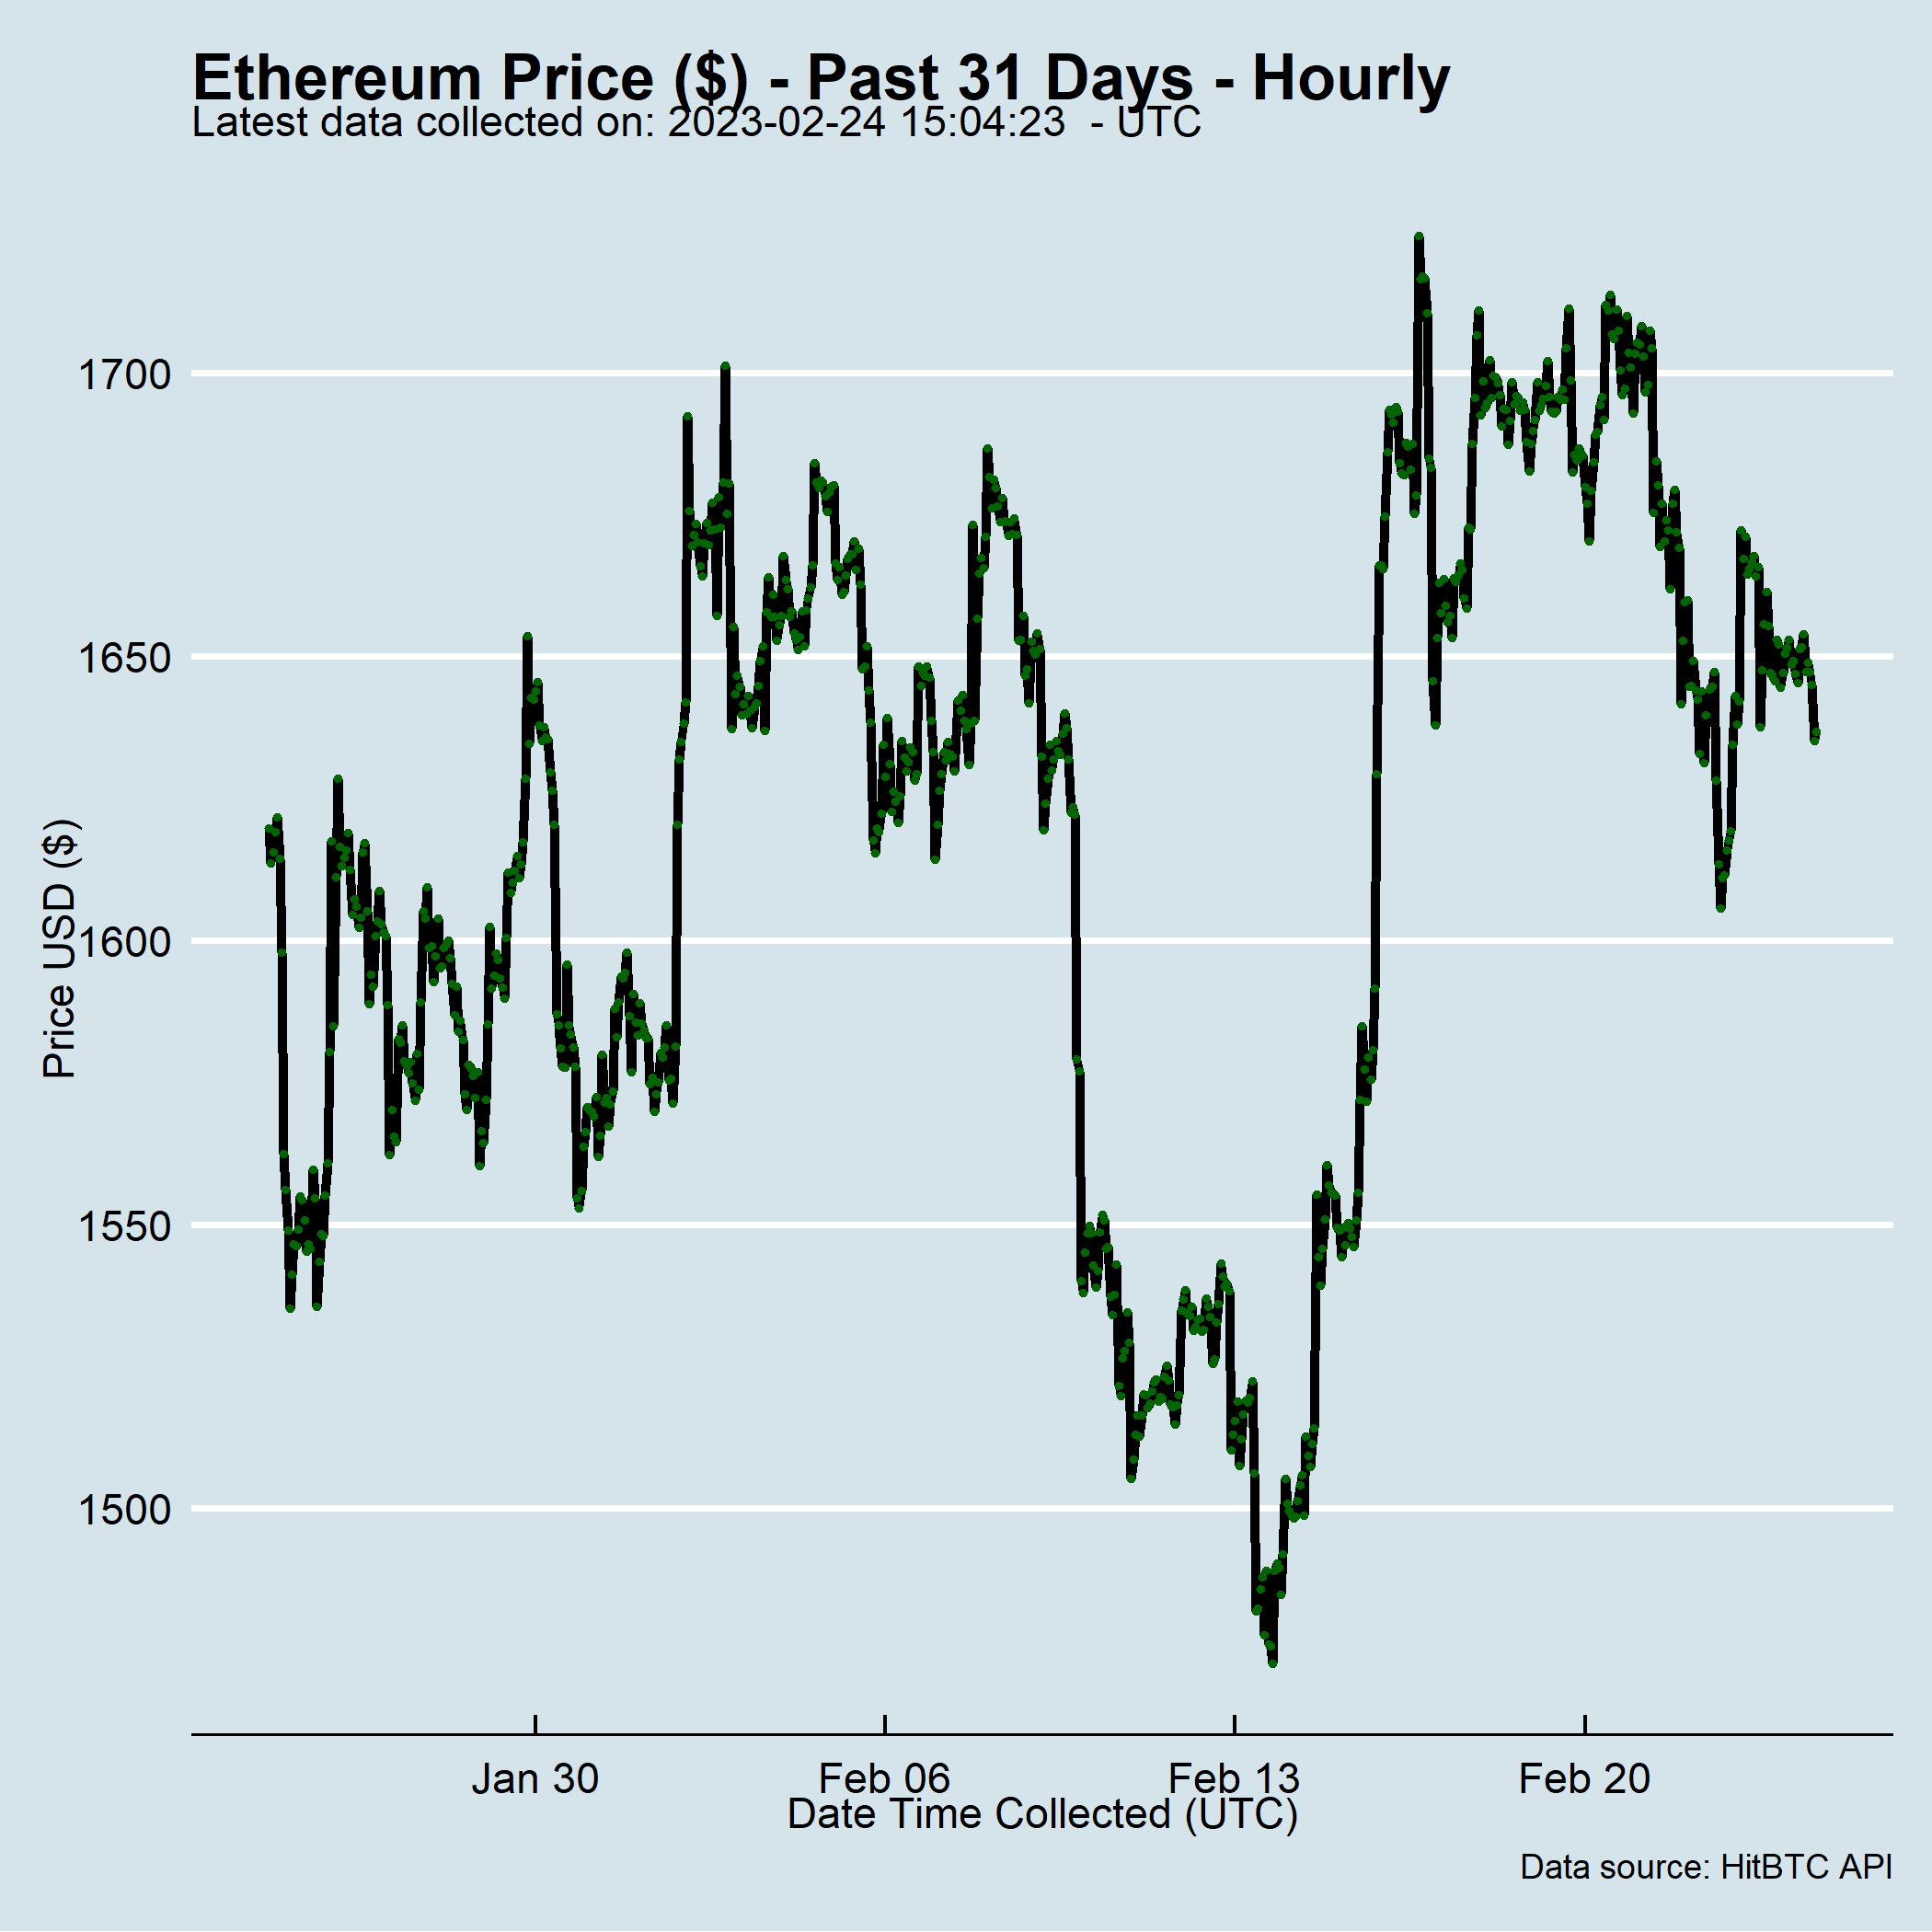 Ethereum Price ($) - Past 31 Days - Hourly
Latest data collected on: 2023-02-24 15:04:23  - UTC
1700
1650
1600
1550
1500
Price USD ($)
Jan 30
Feb 06
Feb 13
Feb 20
Date Time Collected (UTC)
Data source: HitBTC API